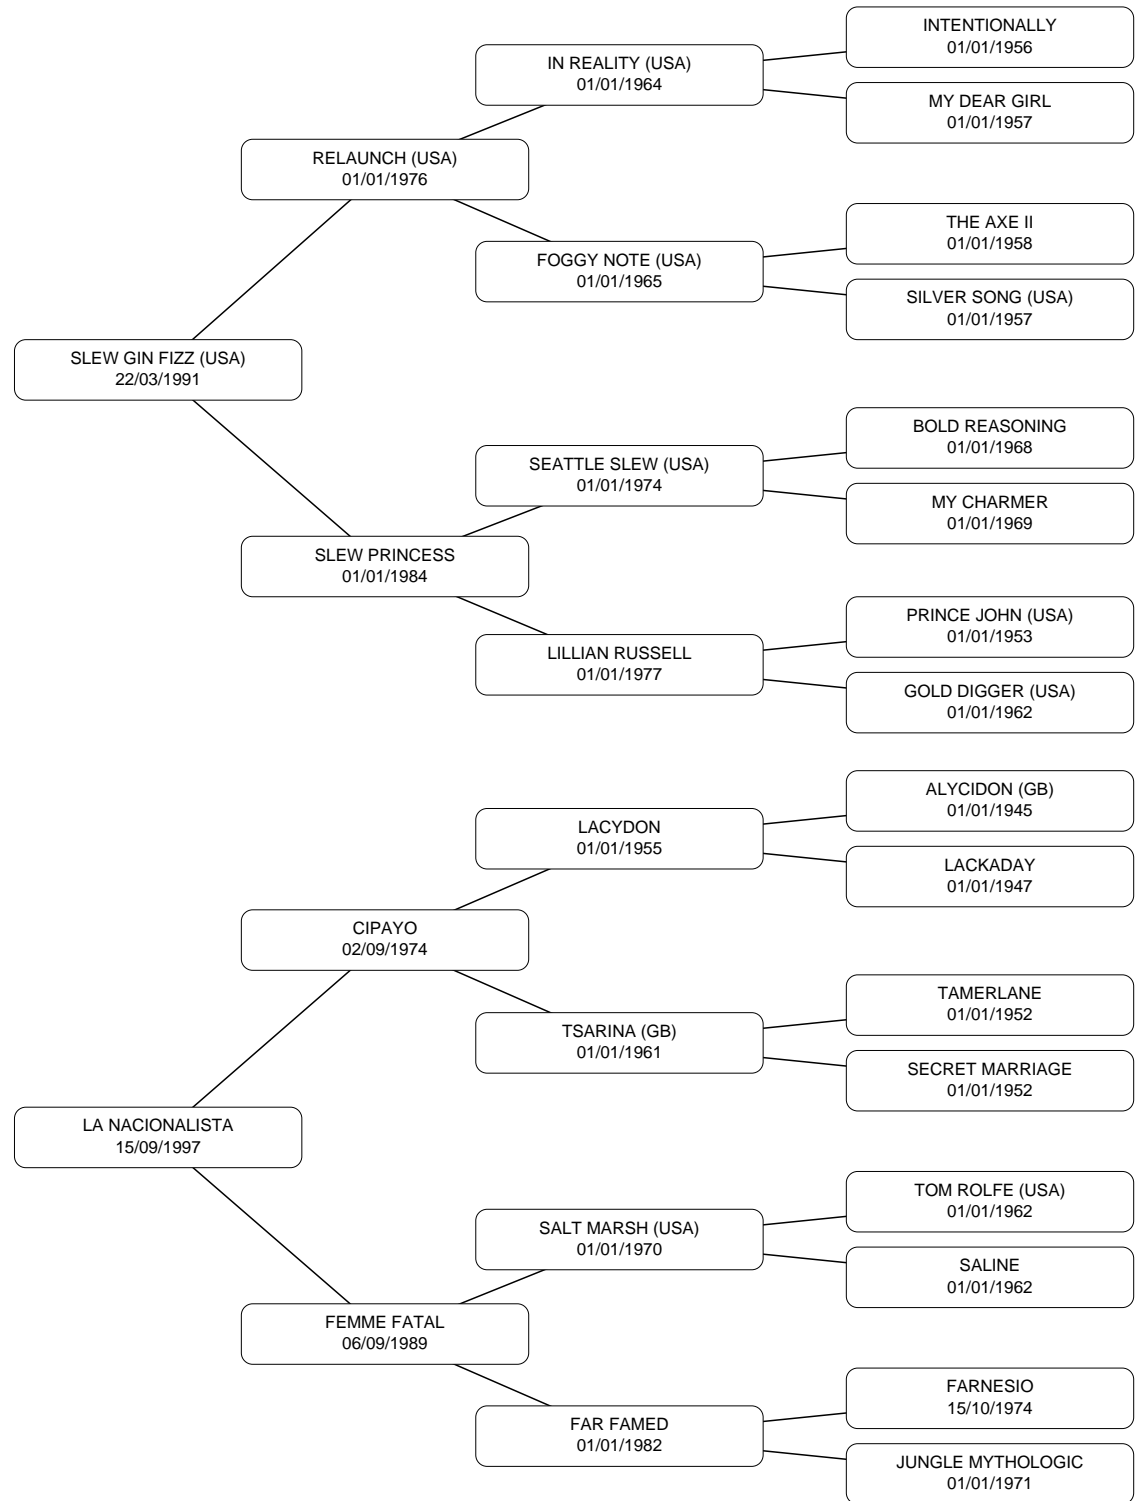 INTENTIONALLY
01/01/1956
IN REALITY (USA)
01/01/1964
MY DEAR GIRL
01/01/1957
RELAUNCH (USA)
01/01/1976
THE AXE II
01/01/1958
FOGGY NOTE (USA)
01/01/1965
SILVER SONG (USA)
01/01/1957
SLEW GIN FIZZ (USA)
22/03/1991
BOLD REASONING
01/01/1968
SEATTLE SLEW (USA)
01/01/1974
MY CHARMER
01/01/1969
SLEW PRINCESS
01/01/1984
PRINCE JOHN (USA)
01/01/1953
LILLIAN RUSSELL
01/01/1977
GOLD DIGGER (USA)
01/01/1962
ALYCIDON (GB)
01/01/1945
LACYDON
01/01/1955
LACKADAY
01/01/1947
CIPAYO
02/09/1974
TAMERLANE
01/01/1952
TSARINA (GB)
01/01/1961
SECRET MARRIAGE
01/01/1952
LA NACIONALISTA
15/09/1997
TOM ROLFE (USA)
01/01/1962
SALT MARSH (USA)
01/01/1970
SALINE
01/01/1962
FEMME FATAL
06/09/1989
FARNESIO
15/10/1974
FAR FAMED
01/01/1982
JUNGLE MYTHOLOGIC
01/01/1971